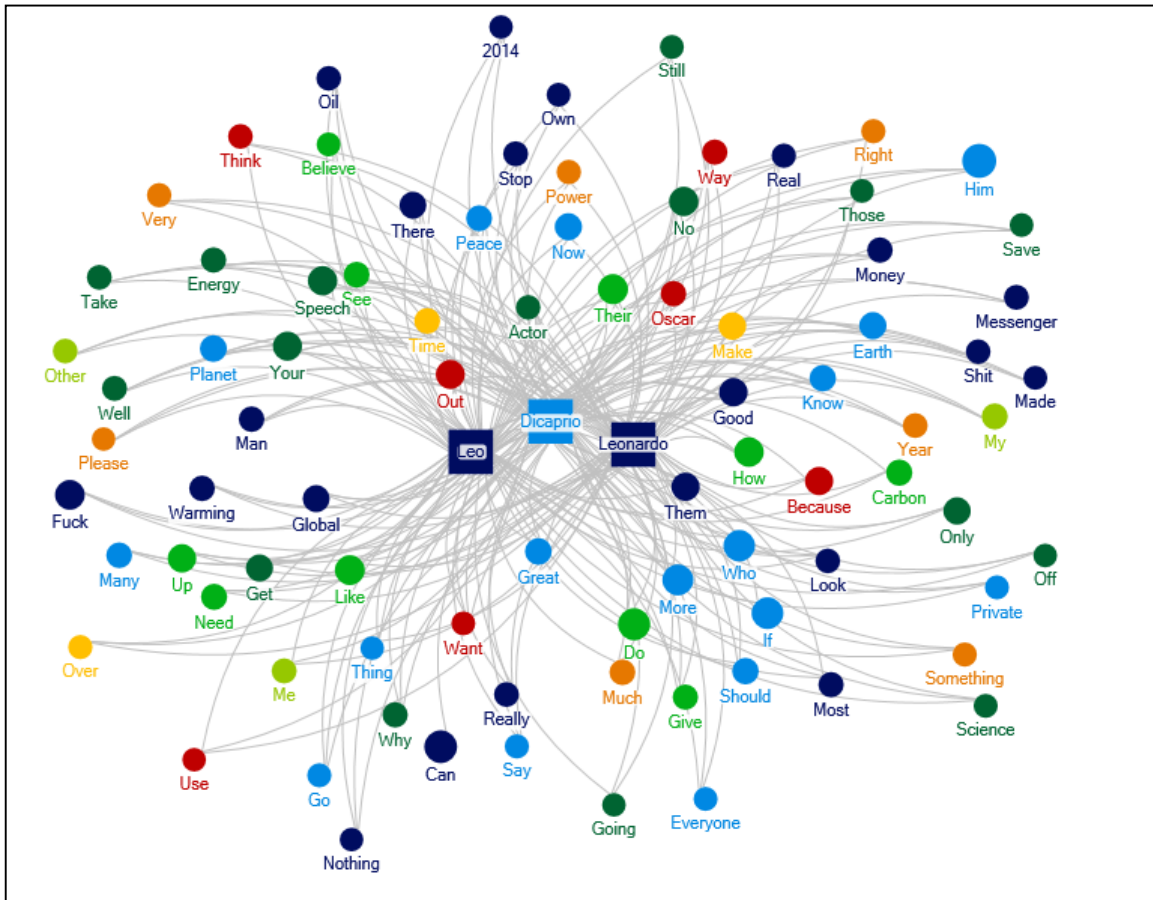 2014
Still
Oil
Own
Think
Believe
Stop
Power
Way
Real
Right
Him
Very
There
Peace
Now
No
Those
Save
Take
Energy
Speech
See
Actor
Their
Oscar
Money
Messenger
Other
Planet
Your
Time
Make
Earth
Shit
Made
Well
Man
Out
Good
Know
My
Please
Leo
Dicaprio
Leonardo
How
Because
Carbon
Year
Fuck
Warming
Global
Them
Only
Many
Up
Get
Like
Great
Who
Look
Off
Need
More
If
Private
Over
Me
Thing
Want
Do
Much
Should
Something
Why
Really
Give
Most
Science
Use
Go
Can
Say
Going
Everyone
Nothing